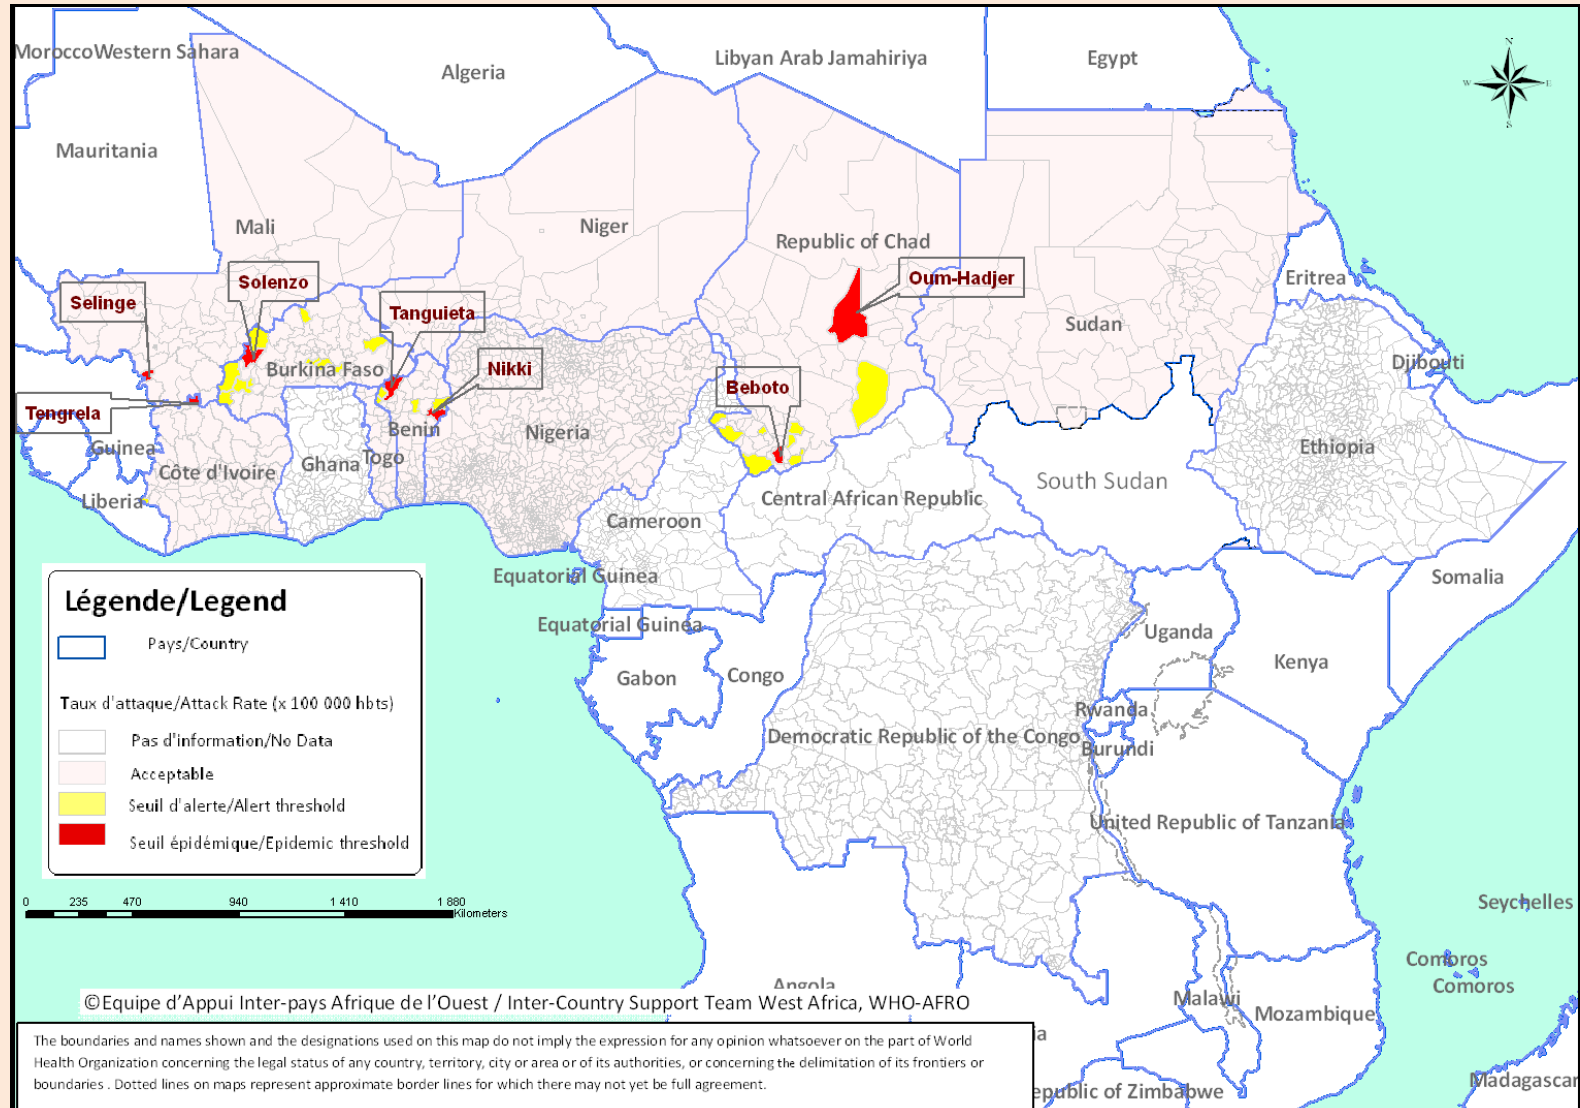 Morocco
Western Sahara
Algeria
Libyan Arab Jamahiriya
Egypt
N
W
E
S
Mauritania
Mali
Niger
Republic of Chad
Sudan
Eritrea
Djibouti
Oum-Hadjer
Solenzo
Selinge
Tanguieta
Nikki
Beboto
Tengrela
Burkina Faso
Benin
Nigeria
Guinea
Côte d'Ivoire
Ghana
Togo
Liberia
Cameroon
Central African Republic
South Sudan
Ethiopia
Somalia
Equatorial Guinea
Equatorial Guinea
Gabon
Congo
Uganda
Kenya
Rwanda
Burundi
Democratic Republic of the Congo
United Republic of Tanzania
Seychelles
Comoros
Comoros
Angola
Malawi
Mozambique
ia
epublic of Zimbabwe
Madagascar
Légende/Legend
Pays/Country
Taux d'attaque/Attack Rate (x 100 000 hbts)
Pas d'information/No Data
Acceptable
Seuil d'alerte/Alert threshold
Seuil épidémique/Epidemic threshold
0 235 470 940 1 410 1 880
Kilometers
©Equipe d'Appui Inter-pays Afrique de l'Ouest / Inter-Country Support Team West Africa, WHO-AFRO
The boundaries and names shown and the designations used on this map do not imply the expression for any opinion whatsoever on the part of World
Health Organization concerning the legal status of any country, territory, city or area or of its authorities, or concerning the delimitation of its frontiers or
boundaries . Dotted lines on maps represent approximate border lines for which there may not yet be full agreement.